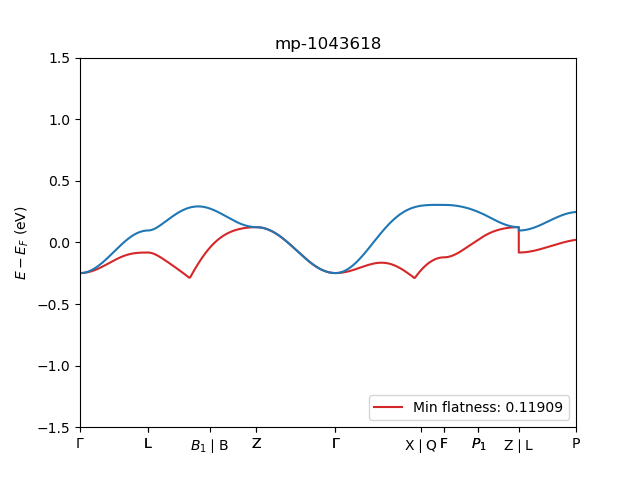 mp-1043618
E − E_F (eV)
1.5
1.0
0.5
0.0
−0.5
−1.0
−1.5
Min flatness: 0.11909
Γ L B₁ | B Z Γ X | Q F P₁ Z | L P